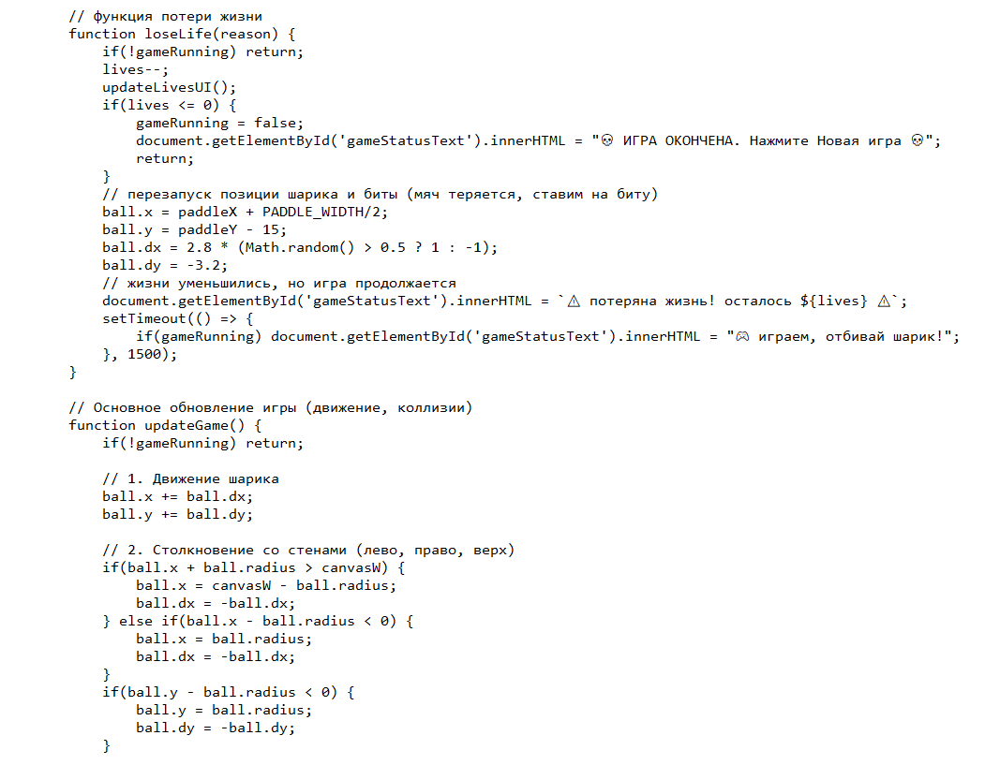 // функция потери жизни
function loseLife(reason) {
    if(!gameRunning) return;
    lives--;
    updateLivesUI();
    if(lives <= 0) {
        gameRunning = false;
        document.getElementById('gameStatusText').innerHTML = "💀 ИГРА ОКОНЧЕНА. Нажмите Новая игра 💀";
        return;
    }
    // перезапуск позиции шарика и биты (мяч теряется, ставим на биту)
    ball.x = paddleX + PADDLE_WIDTH/2;
    ball.y = paddleY - 15;
    ball.dx = 2.8 * (Math.random() > 0.5 ? 1 : -1);
    ball.dy = -3.2;
    // жизни уменьшились, но игра продолжается
    document.getElementById('gameStatusText').innerHTML = `⚠️ потеряна жизнь! осталось ${lives} ⚠️`;
    setTimeout(() => {
        if(gameRunning) document.getElementById('gameStatusText').innerHTML = "🎮 играем, отбивай шарик!";
    }, 1500);
}

// Основное обновление игры (движение, коллизии)
function updateGame() {
    if(!gameRunning) return;

    // 1. Движение шарика
    ball.x += ball.dx;
    ball.y += ball.dy;

    // 2. Столкновение со стенами (лево, право, верх)
    if(ball.x + ball.radius > canvasW) {
        ball.x = canvasW - ball.radius;
        ball.dx = -ball.dx;
    } else if(ball.x - ball.radius < 0) {
        ball.x = ball.radius;
        ball.dx = -ball.dx;
    }
    if(ball.y - ball.radius < 0) {
        ball.y = ball.radius;
        ball.dy = -ball.dy;
    }